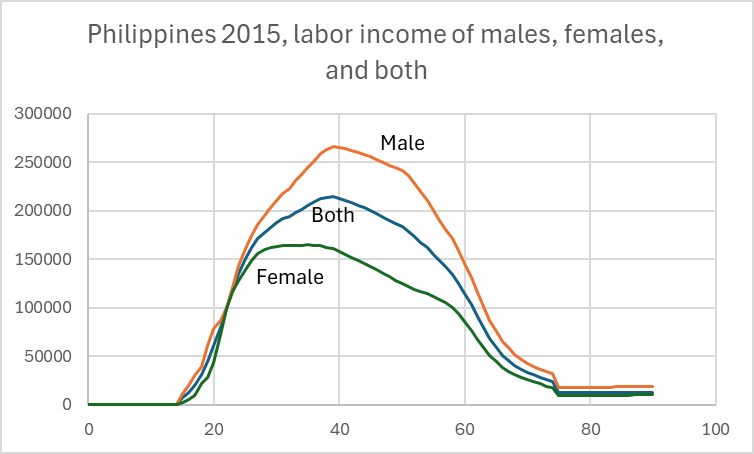 Philippines 2015, labor income of males, females,
and both
300000
250000
200000
150000
100000
50000
0
Male
Both
Female
0 20 40 60 80 100